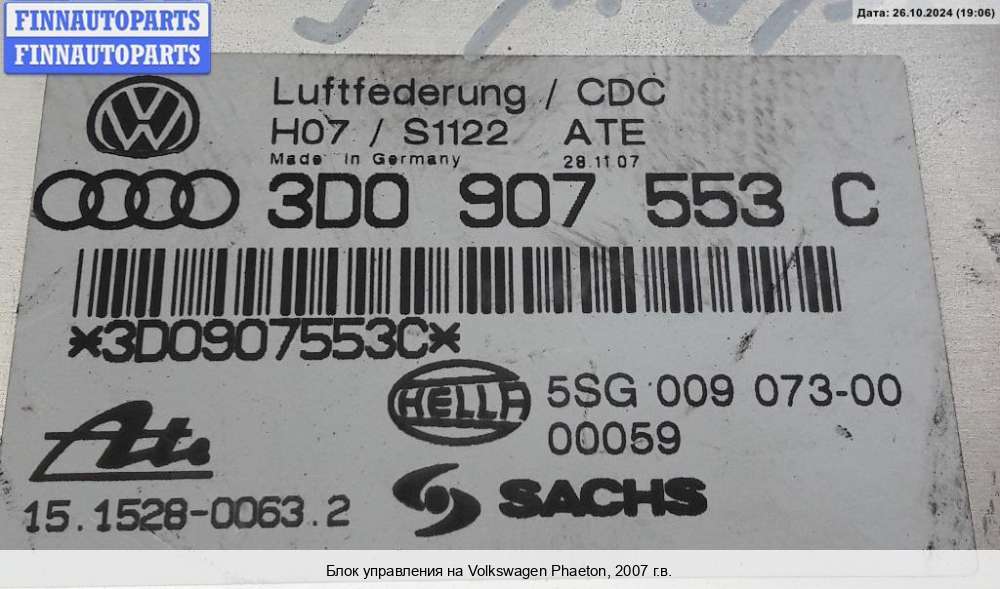 FINNAUTOPARTS
FINNAUTOPARTS
Дата: 26.10.2024 (19:06)
Luftfederung / CDC
H07 / S1122 ATE
Made in Germany 28.11.07
3D0 907 553 C
*3D0907553C*
HELLA 5SG 009 073-00
00059
Ate
15.1528-0063.2
SACHS
Блок управления на Volkswagen Phaeton, 2007 г.в.